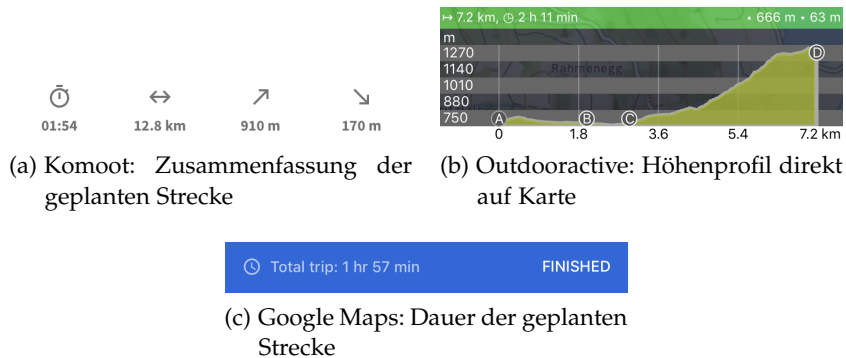 ↦ 7.2 km, ◷ 2 h 11 min ▴ 666 m ▾ 63 m
m
1270
1140
1010
880
750
Rahmenegg
A B C D
0 1.8 3.6 5.4 7.2 km
01:54 12.8 km 910 m 170 m
(a) Komoot: Zusammenfassung der
geplanten Strecke
(b) Outdooractive: Höhenprofil direkt
auf Karte
Total trip: 1 hr 57 min FINISHED
(c) Google Maps: Dauer der geplanten
Strecke